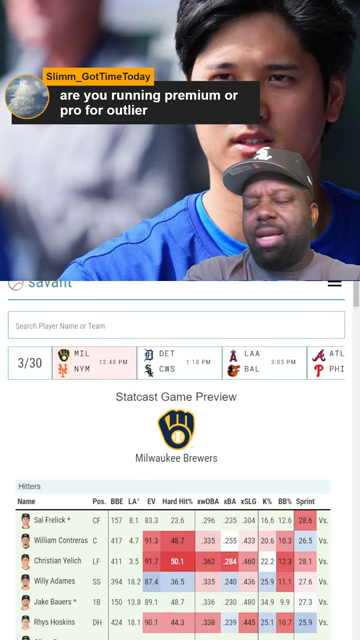 Slimm_GotTimeToday
are you running premium or
pro for outlier
savant
Search Player Name or Team
3/30 MIL NYM 12:40 PM DET CWS 1:10 PM LAA BAL 3:05 PM ATL PHI
Statcast Game Preview
Milwaukee Brewers
Hitters
Name Pos. BBE LA° EV Hard Hit% xwOBA xBA xSLG K% BB% Sprint
Sal Frelick * CF 157 8.1 83.3 23.6 .296 .235 .304 16.6 12.6 28.6 Vs.
William Contreras C 417 4.7 91.3 48.7 .335 .255 .433 20.6 10.3 26.5 Vs.
Christian Yelich LF 411 3.5 91.7 50.1 .362 .284 .460 22.2 12.3 28.1 Vs.
Willy Adames SS 394 18.2 87.4 36.5 .335 .240 .436 25.9 11.1 27.6 Vs.
Jake Bauers * 1B 150 13.8 89.1 48.7 .336 .230 .480 34.9 9.9 27.3 Vs.
Rhys Hoskins DH 424 18.1 90.1 44.3 .338 .239 .445 25.1 10.7 25.9 Vs.